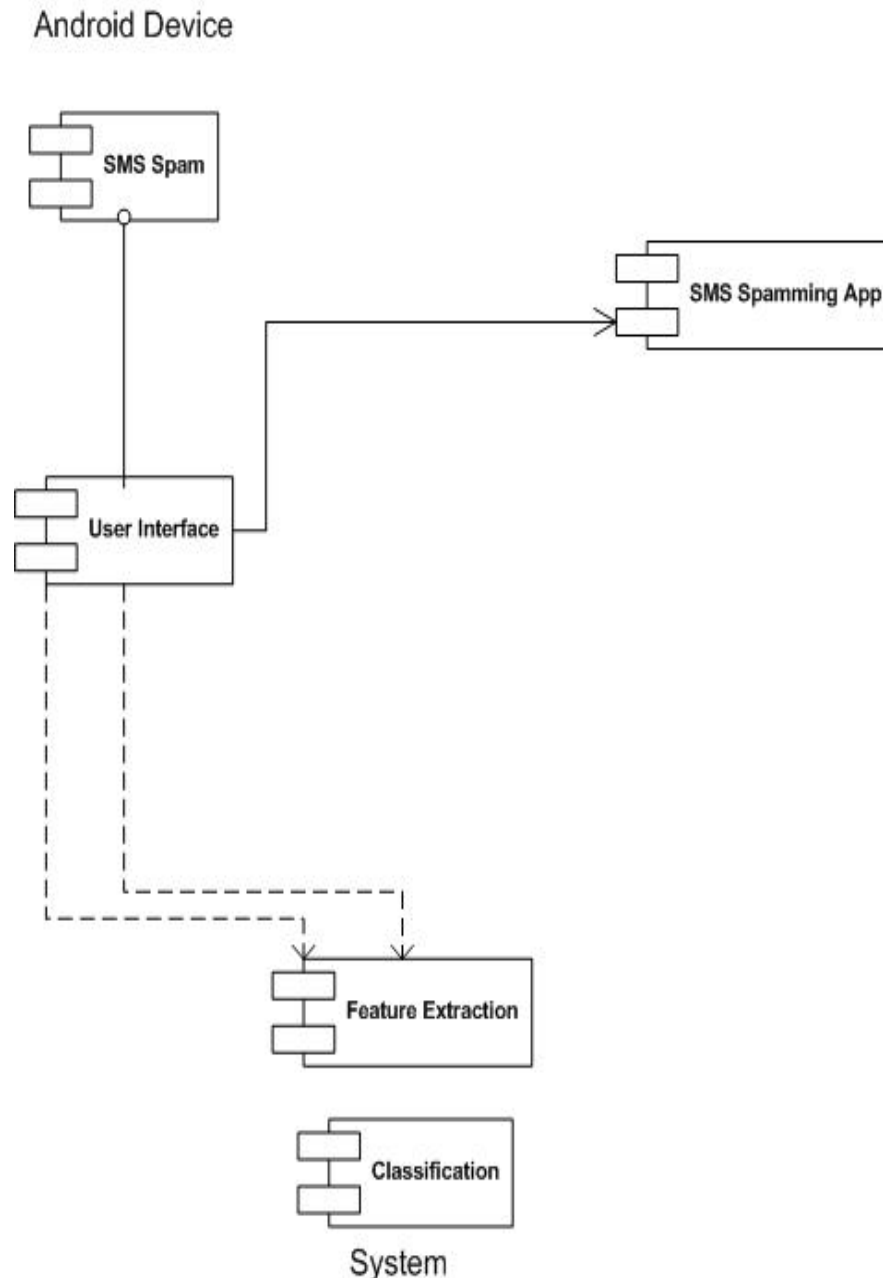 Android Device
SMS Spam
SMS Spamming App
User Interface
Feature Extraction
Classification
System